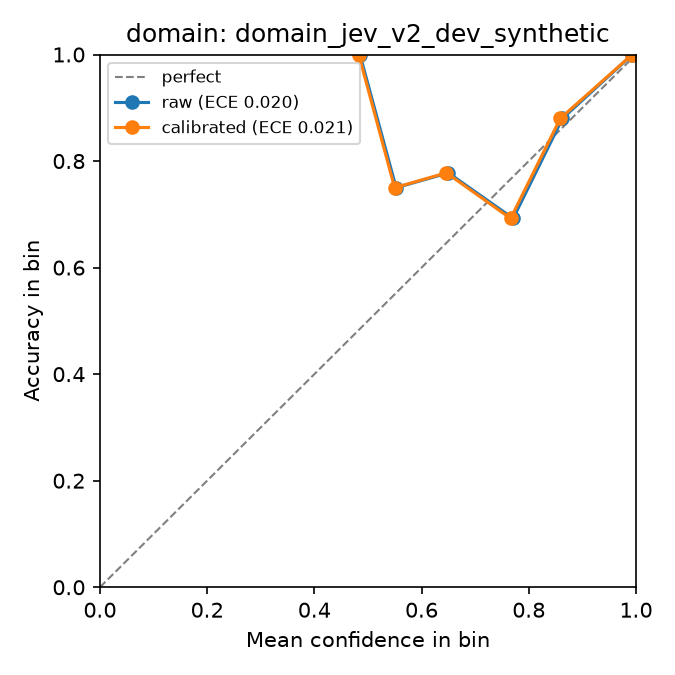 domain: domain_jev_v2_dev_synthetic
1.0
0.8
0.6
0.4
0.2
0.0
Accuracy in bin
perfect
raw (ECE 0.020)
calibrated (ECE 0.021)
0.0 0.2 0.4 0.6 0.8 1.0
Mean confidence in bin